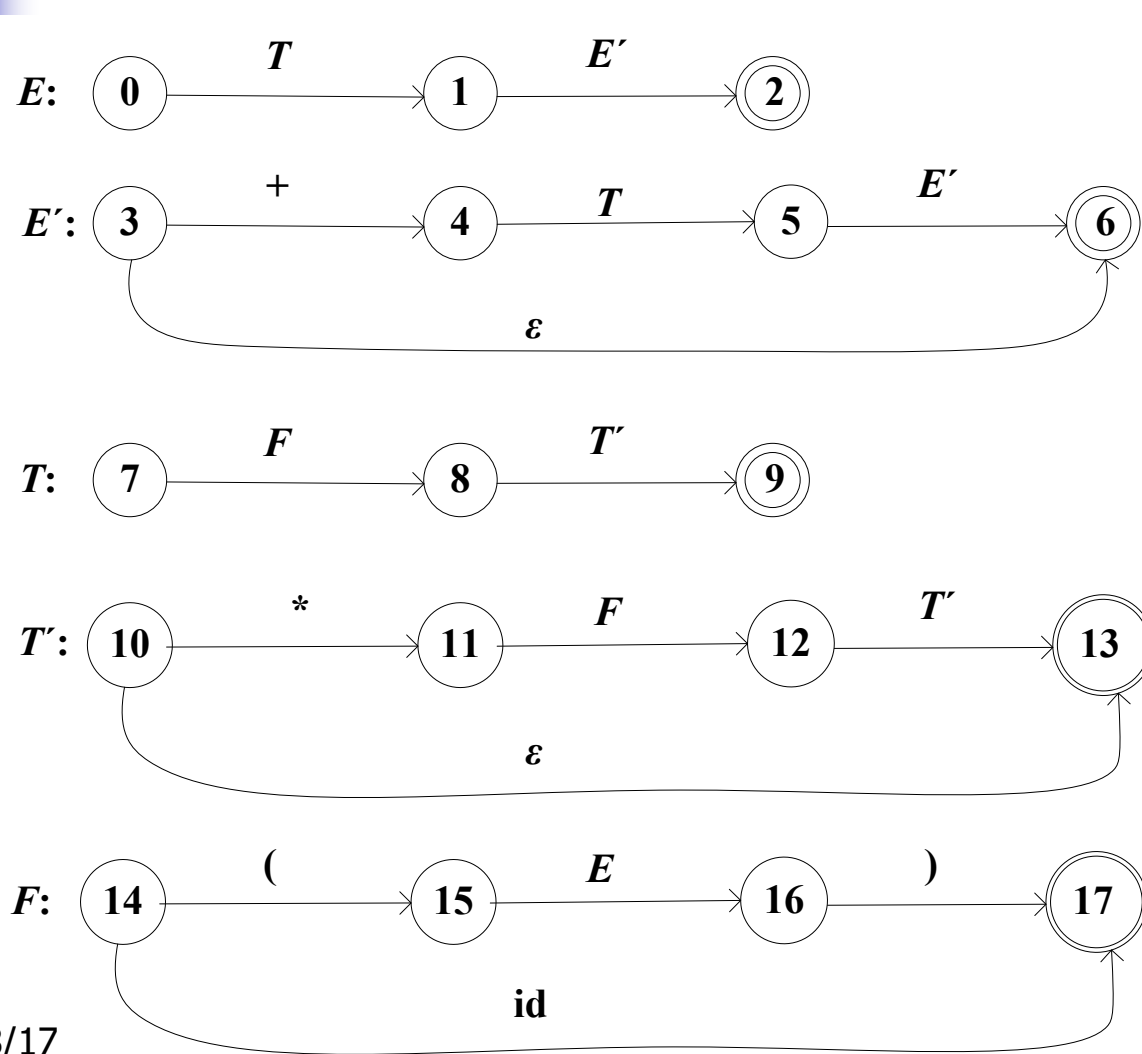 T E´
E: 0 1 2
+ T E´
E´: 3 4 5 6
ε
F T´
T: 7 8 9
* F T´
T´: 10 11 12 13
ε
( E )
F: 14 15 16 17
id
/17